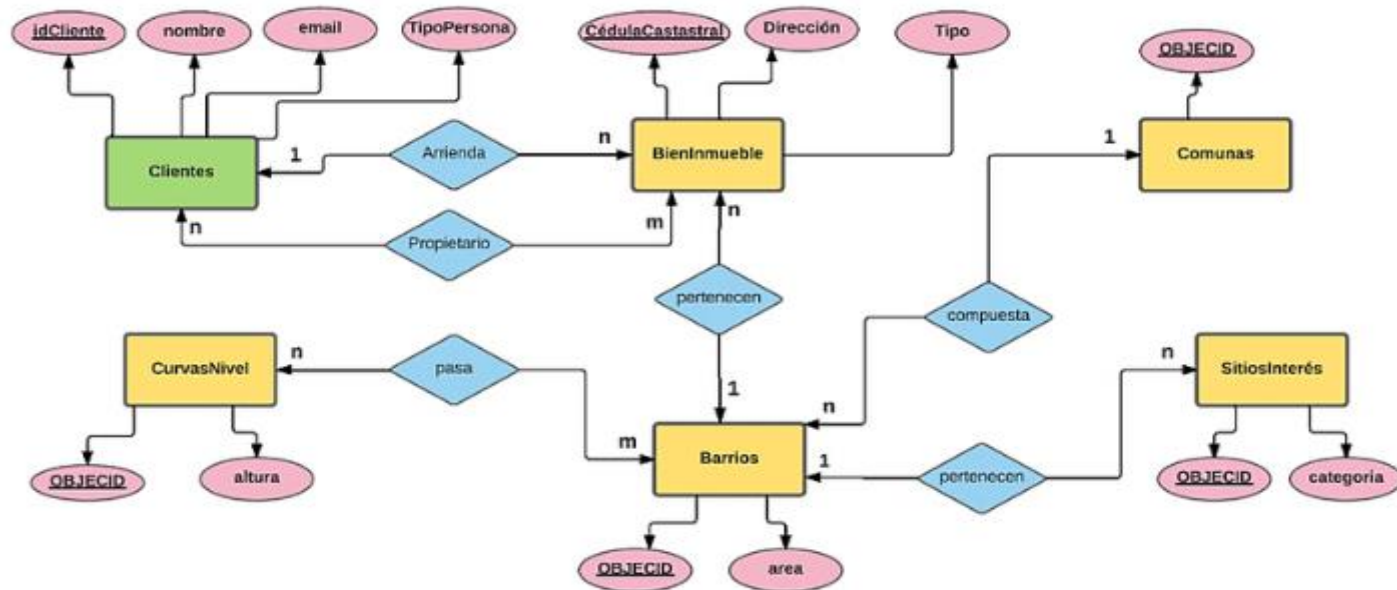 idCliente
nombre
email
TipoPersona
CédulaCastastral
Dirección
Tipo
OBJECID
Clientes
1
Arrienda
n
BienInmueble
1
Comunas
n
Propietario
m
n
pertenecen
compuesta
CurvasNivel
n
pasa
1
n
n
SitiosInterés
m
Barrios
1
pertenecen
OBJECID
altura
OBJECID
categoria
OBJECID
area